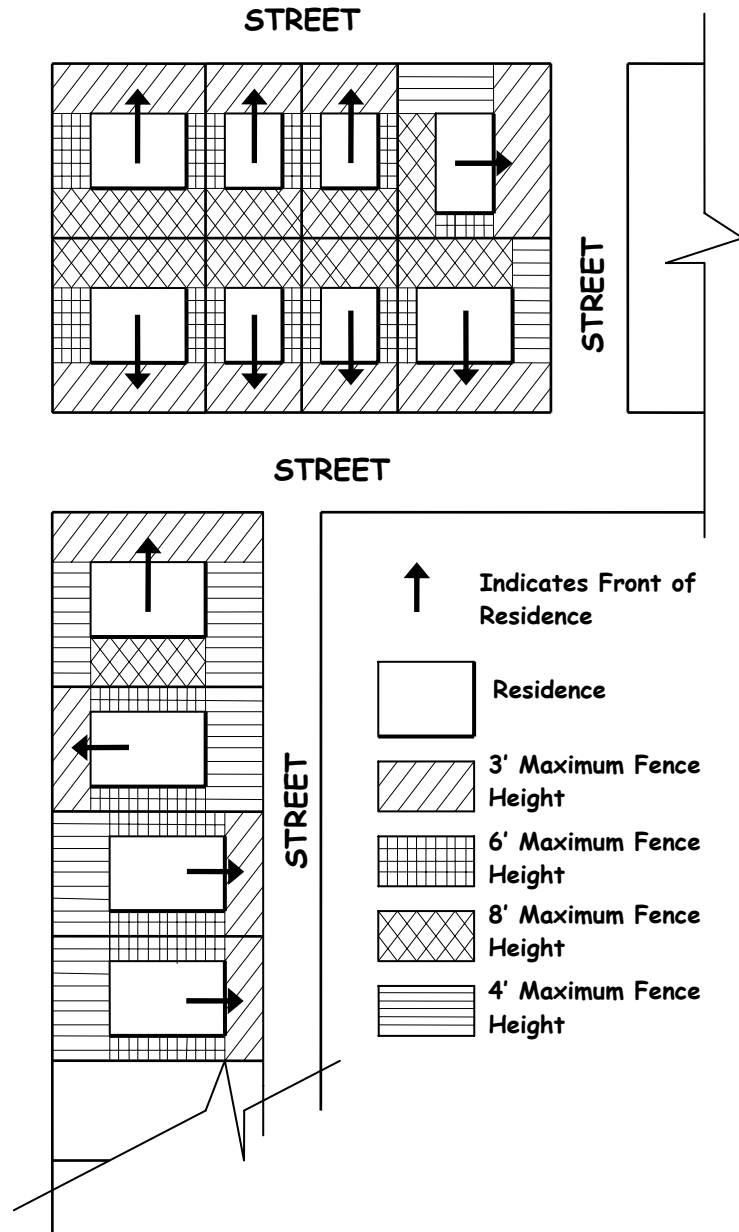 STREET
STREET
STREET
Indicates Front of
Residence
Residence
3' Maximum Fence
Height
STREET
6' Maximum Fence
Height
8' Maximum Fence
Height
4' Maximum Fence
Height